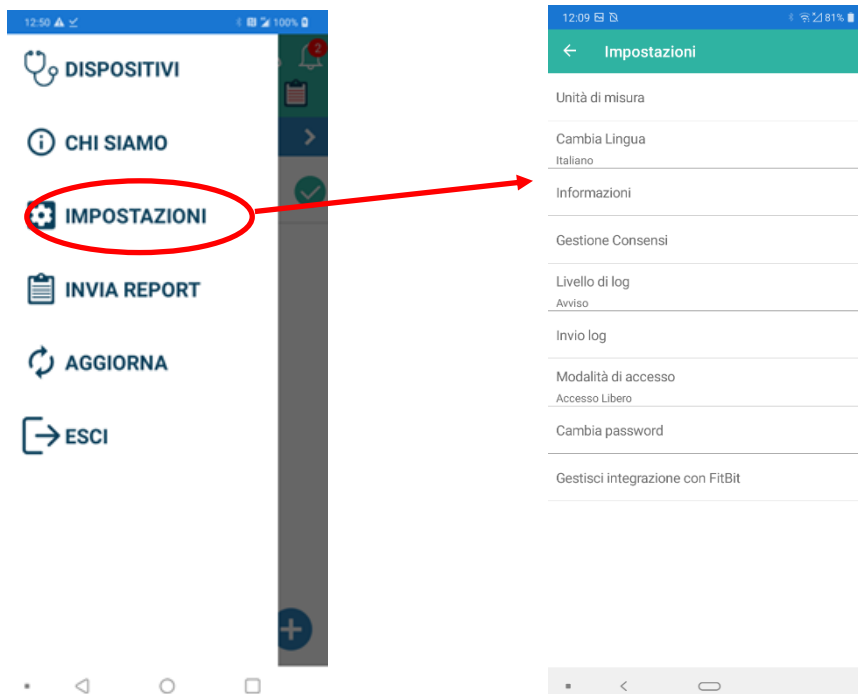 12:50
100%
2
DISPOSITIVI
CHI SIAMO
IMPOSTAZIONI
INVIA REPORT
AGGIORNA
ESCI
12:09
81%
Impostazioni
Unità di misura
Cambia Lingua
Italiano
Informazioni
Gestione Consensi
Livello di log
Avviso
Invio log
Modalità di accesso
Accesso Libero
Cambia password
Gestisci integrazione con FitBit